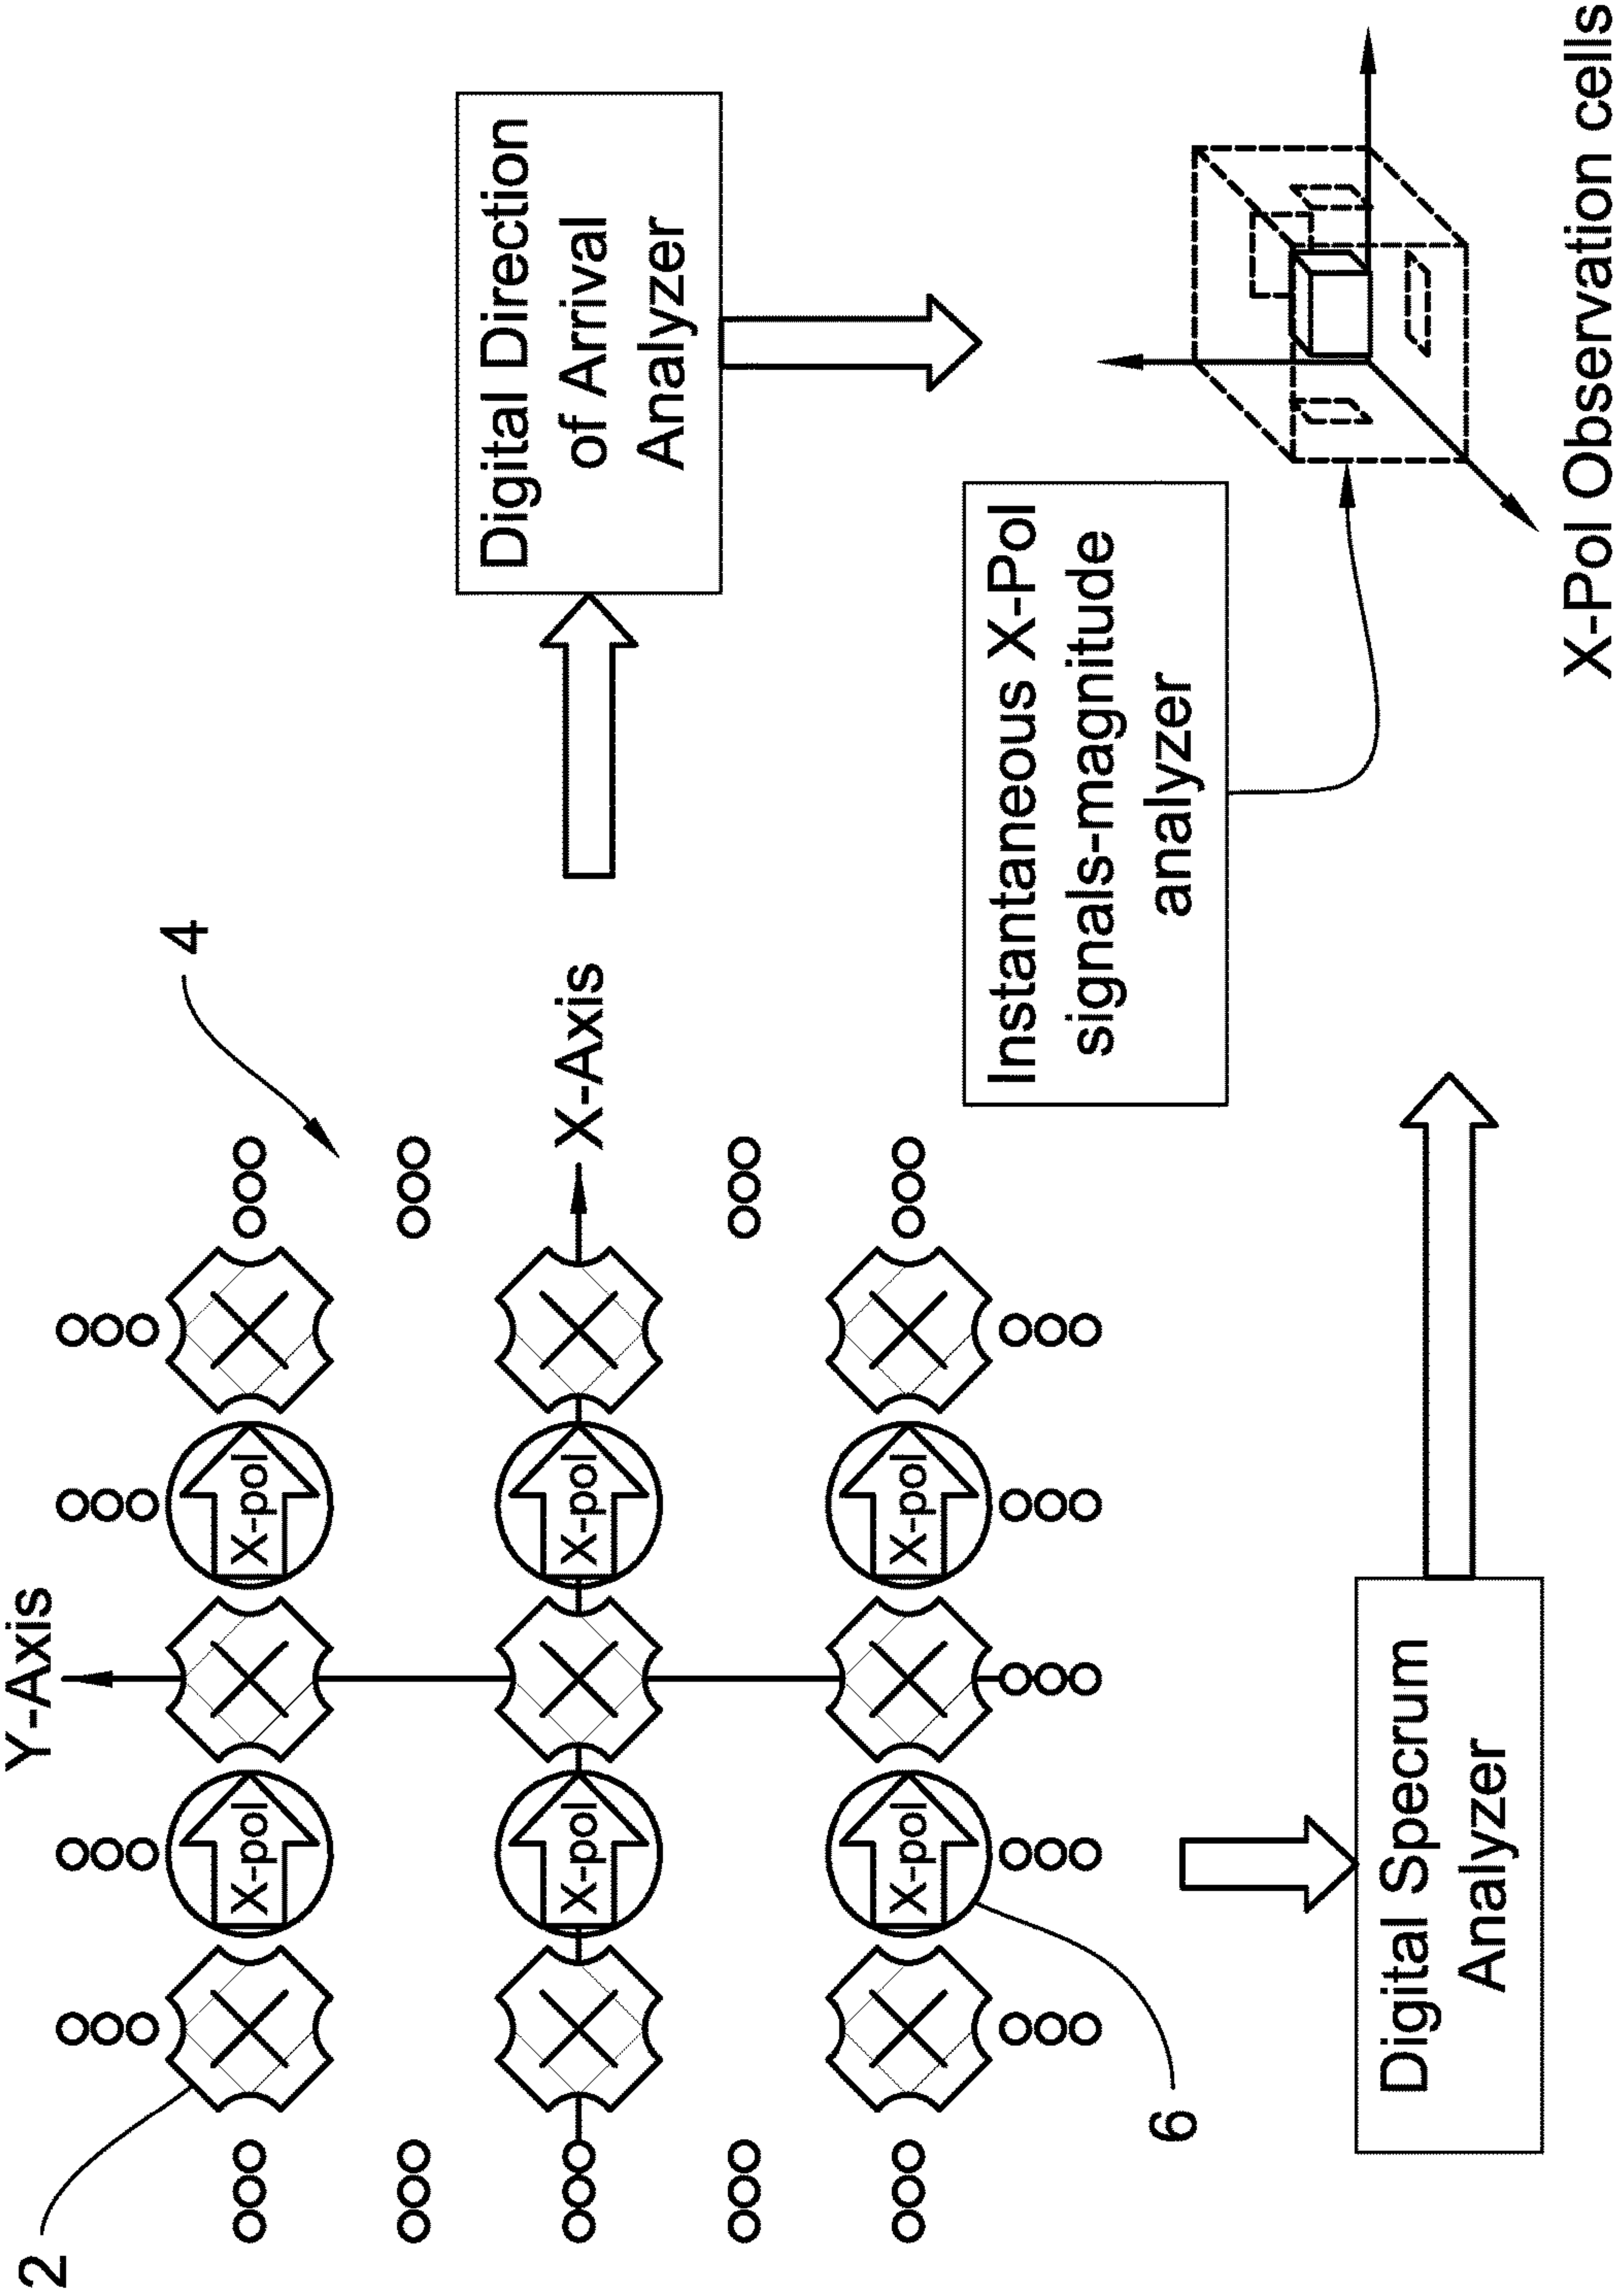 Y-Axis
2
4
X-pol
X-pol
X-pol
X-pol
X-Axis
X-pol
X-pol
6
Digital Direction
of Arrival
Analyzer
Digital Specrum
Analyzer
Instantaneous X-Pol
signals-magnitude
analyzer
X-Pol Observation cells